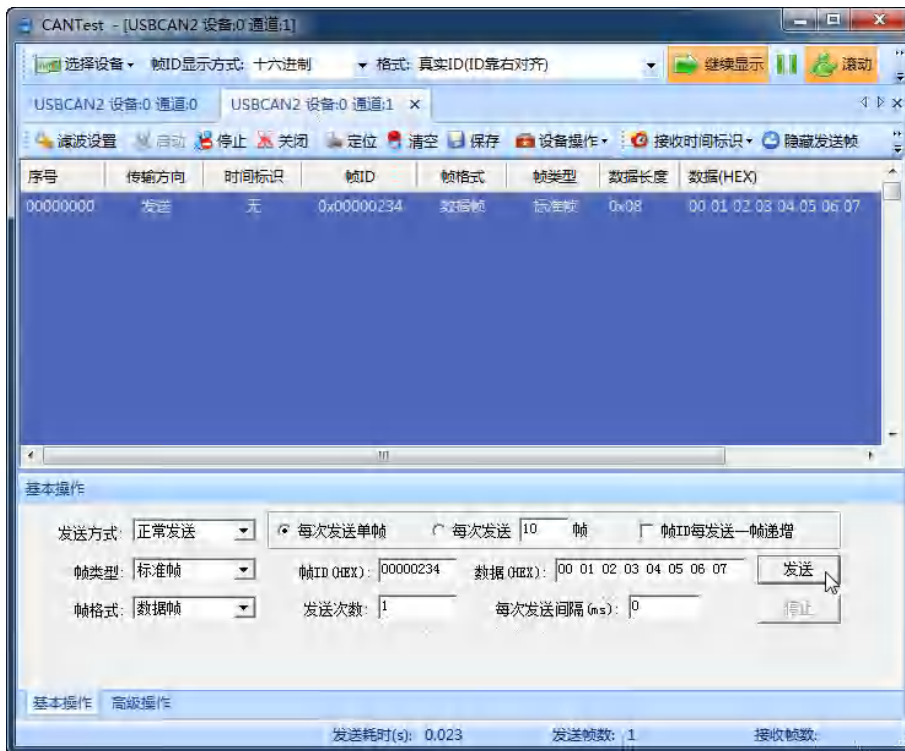 CANTest - [USBCAN2 设备:0 通道:1]
选择设备 帧ID显示方式: 十六进制 格式: 真实ID(ID靠右对齐) 继续显示 滚动
USBCAN2 设备:0 通道:0 USBCAN2 设备:0 通道:1
滤波设置 启动 停止 关闭 定位 清空 保存 设备操作 接收时间标识 隐藏发送帧
序号 传输方向 时间标识 帧ID 帧格式 帧类型 数据长度 数据(HEX)
00000000 发送 无 0x00000234 数据帧 标准帧 0x08 00 01 02 03 04 05 06 07
基本操作
发送方式: 正常发送 每次发送单帧 每次发送 10 帧 帧ID每发送一帧递增
帧类型: 标准帧 帧ID(HEX): 00000234 数据(HEX): 00 01 02 03 04 05 06 07 发送
帧格式: 数据帧 发送次数: 1 每次发送间隔(ms): 0 停止
基本操作 高级操作
发送耗时(s): 0.023 发送帧数: 1 接收帧数: